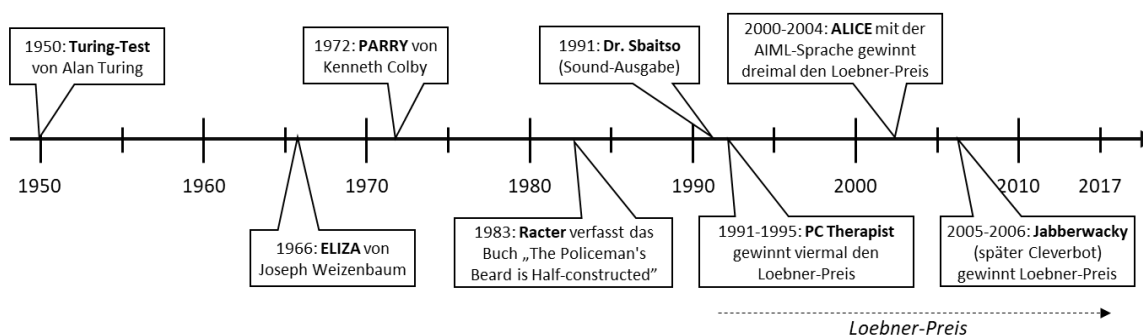 1950: Turing-Test
von Alan Turing
1972: PARRY von
Kenneth Colby
1991: Dr. Sbaitso
(Sound-Ausgabe)
2000-2004: ALICE mit der
AIML-Sprache gewinnt
dreimal den Loebner-Preis
1950
1960
1970
1980
1990
2000
2010
2017
1966: ELIZA von
Joseph Weizenbaum
1983: Racter verfasst das
Buch „The Policeman's
Beard is Half-constructed”
1991-1995: PC Therapist
gewinnt viermal den
Loebner-Preis
2005-2006: Jabberwacky
(später Cleverbot)
gewinnt Loebner-Preis
Loebner-Preis